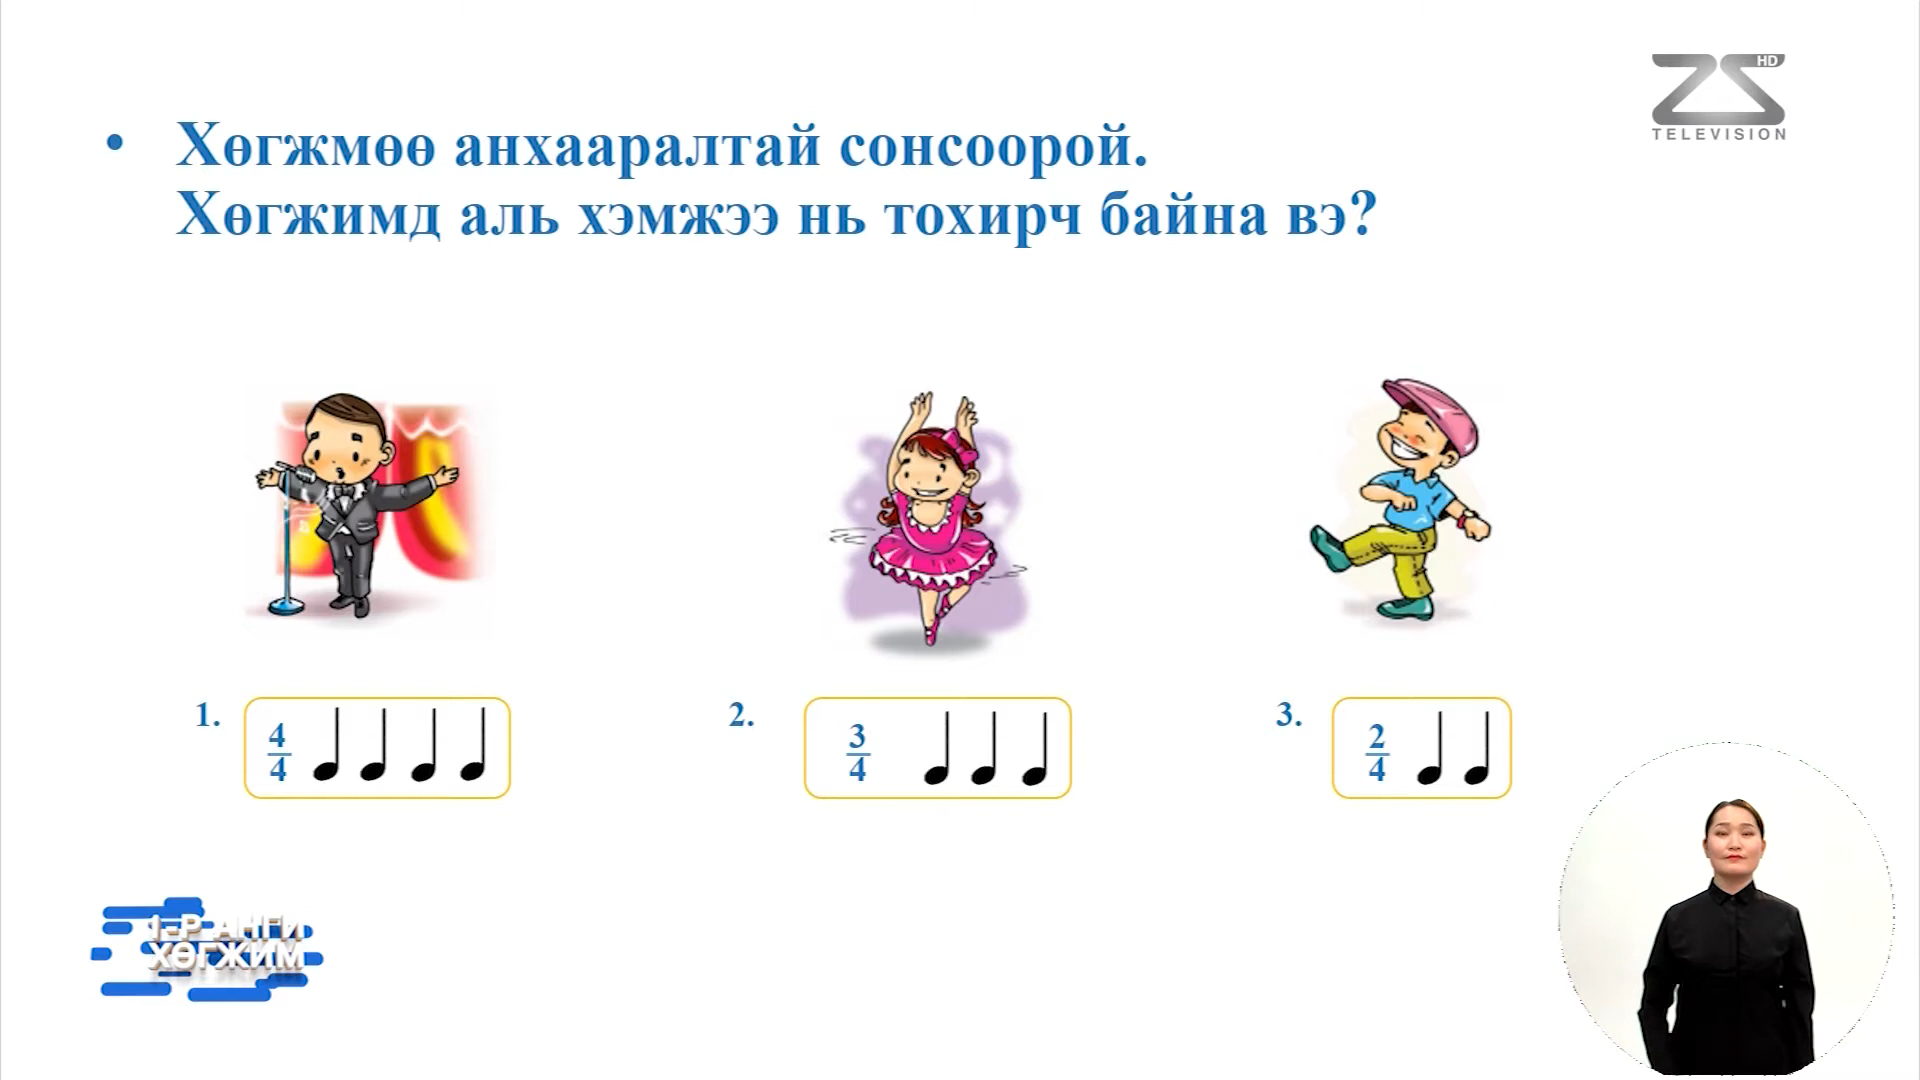 HD
TELEVISION
• Хөгжмөө анхааралтай сонсоорой.
Хөгжимд аль хэмжээ нь тохирч байна вэ?
1. 4/4
2. 3/4
3. 2/4
1-Р АНГИ
ХӨГЖИМ